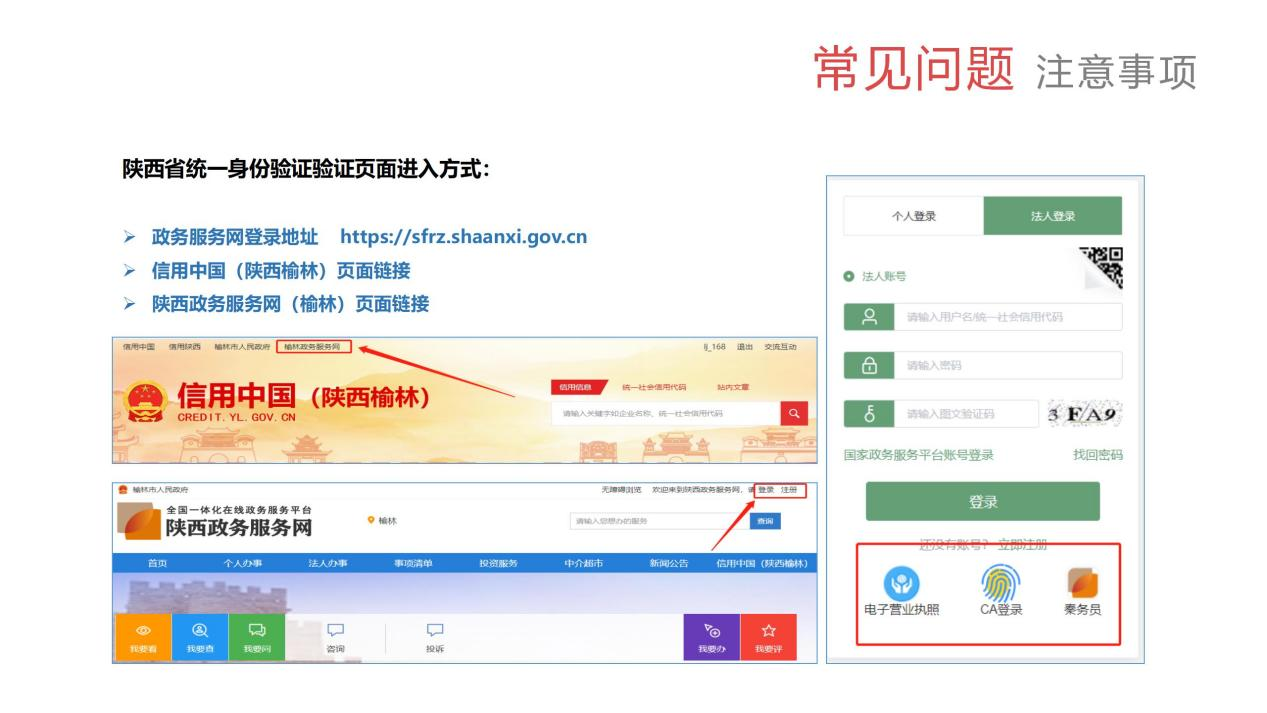 常见问题 注意事项
陕西省统一身份验证验证页面进入方式：
政务服务网登录地址 https://sfrz.shaanxi.gov.cn
信用中国（陕西榆林）页面链接
陕西政务服务网（榆林）页面链接
信用中国 信用陕西 榆林市人民政府 榆林政务服务网 lj_168 退出 交流互动
信用中国（陕西榆林）
CREDIT.YL.GOV.CN
信用信息 统一社会信用代码 站内文章
请输入关键字如企业名称、统一社会信用代码
榆林市人民政府 无障碍浏览 欢迎来到陕西政务服务网，请 登录 注册
全国一体化在线政务服务平台
陕西政务服务网
榆林
请输入您想办的服务 查询
首页 个人办事 法人办事 事项清单 投资服务 中介超市 新闻公告 信用中国（陕西榆林）
我要看 我要查 我要问 咨询 投诉 我要办 我要评
个人登录 法人登录
法人账号
请输入用户名/统一社会信用代码
请输入密码
请输入图文验证码 3FA9
国家政务服务平台账号登录 找回密码
登录
还没有账号？ 立即注册
电子营业执照 CA登录 秦务员